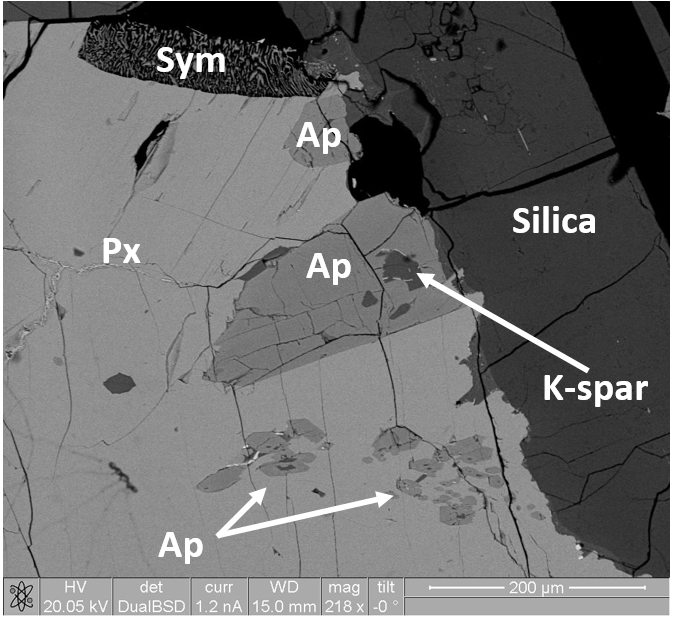 Sym
Ap
Silica
Px
Ap
K-spar
Ap
HV det curr WD mag tilt
20.05 kV DualBSD 1.2 nA 15.0 mm 218 x -0 °
200 µm